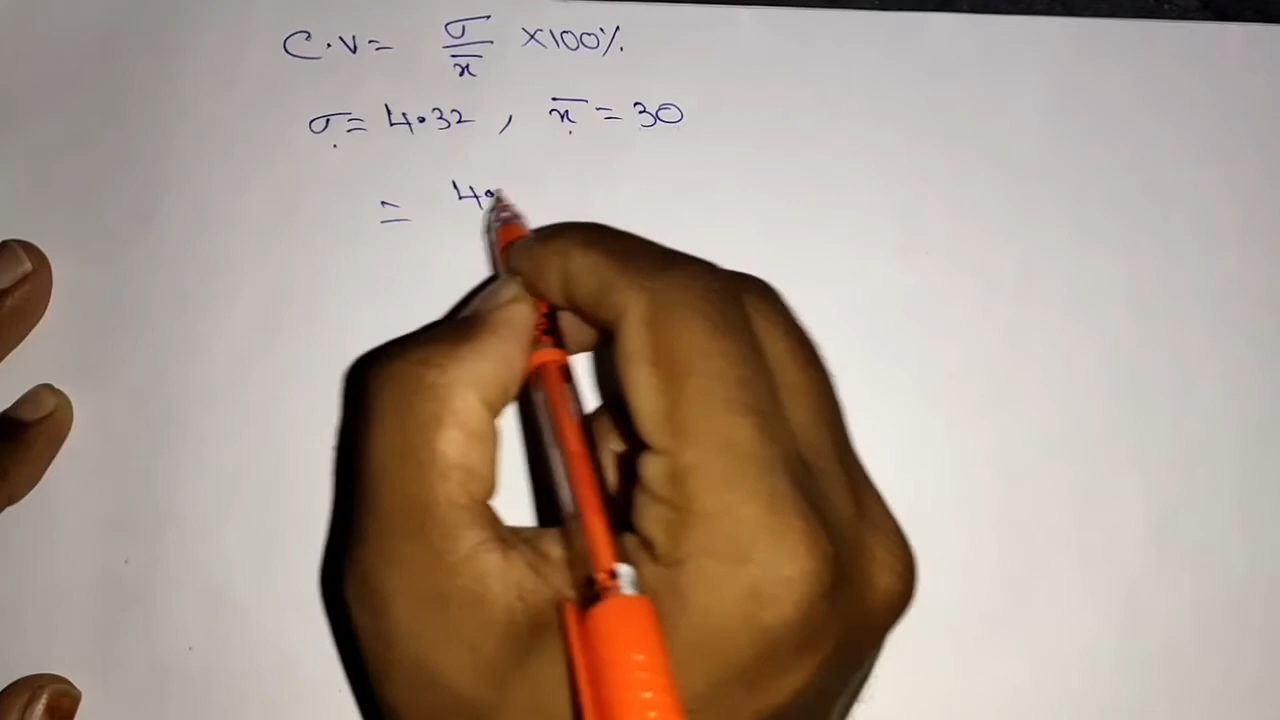 C.V = σ/x̄ ×100%.
σ = 4.32 , x̄ = 30
= 4.